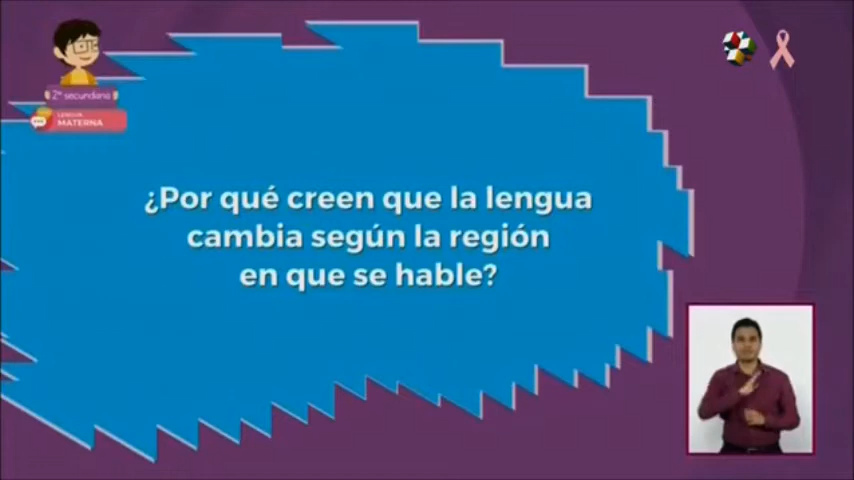 2° secundaria
LENGUA
MATERNA
¿Por qué creen que la lengua
cambia según la región
en que se hable?